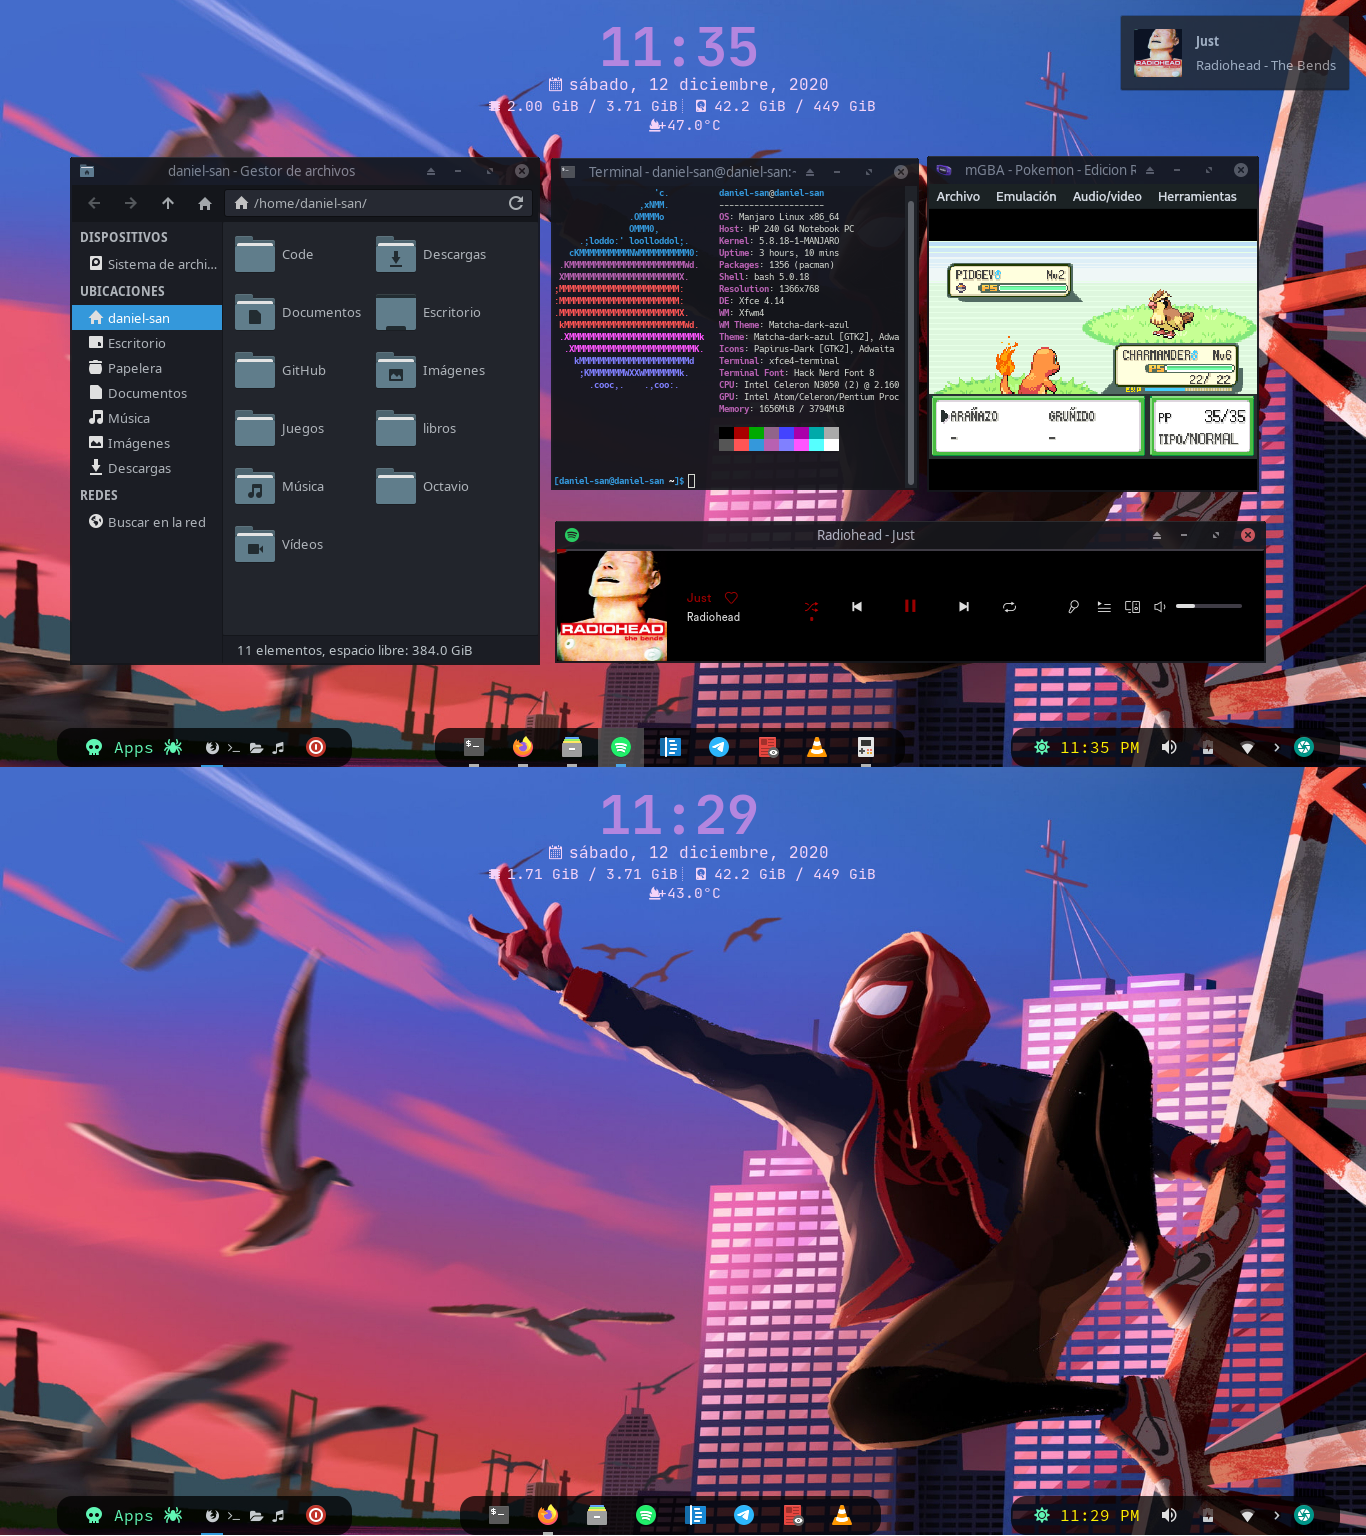 11:35
sábado, 12 diciembre, 2020
2.00 GiB / 3.71 GiB 42.2 GiB / 449 GiB
+47.0°C
Just
Radiohead - The Bends
daniel-san - Gestor de archivos
/home/daniel-san/
DISPOSITIVOS
Sistema de archi...
UBICACIONES
daniel-san
Escritorio
Papelera
Documentos
Música
Imágenes
Descargas
REDES
Buscar en la red
Code
Descargas
Documentos
Escritorio
GitHub
Imágenes
Juegos
libros
Música
Octavio
Vídeos
11 elementos, espacio libre: 384.0 GiB
Terminal - daniel-san@daniel-san:~
daniel-san@daniel-san
---------------------
OS: Manjaro Linux x86_64
Host: HP 240 G4 Notebook PC
Kernel: 5.8.18-1-MANJARO
Uptime: 3 hours, 10 mins
Packages: 1356 (pacman)
Shell: bash 5.0.18
Resolution: 1366x768
DE: Xfce 4.14
WM: Xfwm4
WM Theme: Matcha-dark-azul
Theme: Matcha-dark-azul [GTK2], Adwa
Icons: Papirus-Dark [GTK2], Adwaita
Terminal: xfce4-terminal
Terminal Font: Hack Nerd Font 8
CPU: Intel Celeron N3050 (2) @ 2.160
GPU: Intel Atom/Celeron/Pentium Proc
Memory: 1656MiB / 3794MiB
[daniel-san@daniel-san ~]$
mGBA - Pokemon - Edicion R
Archivo Emulación Audio/video Herramientas
PIDGEY Nv2
PS
CHARMANDER Nv6
PS
22/ 22
EXP
ARAÑAZO GRUÑIDO
- -
PP 35/35
TIPO/NORMAL
Radiohead - Just
RADIOHEAD
the bends
Just
Radiohead
Apps
11:35 PM
11:29
sábado, 12 diciembre, 2020
1.71 GiB / 3.71 GiB 42.2 GiB / 449 GiB
+43.0°C
Apps
11:29 PM